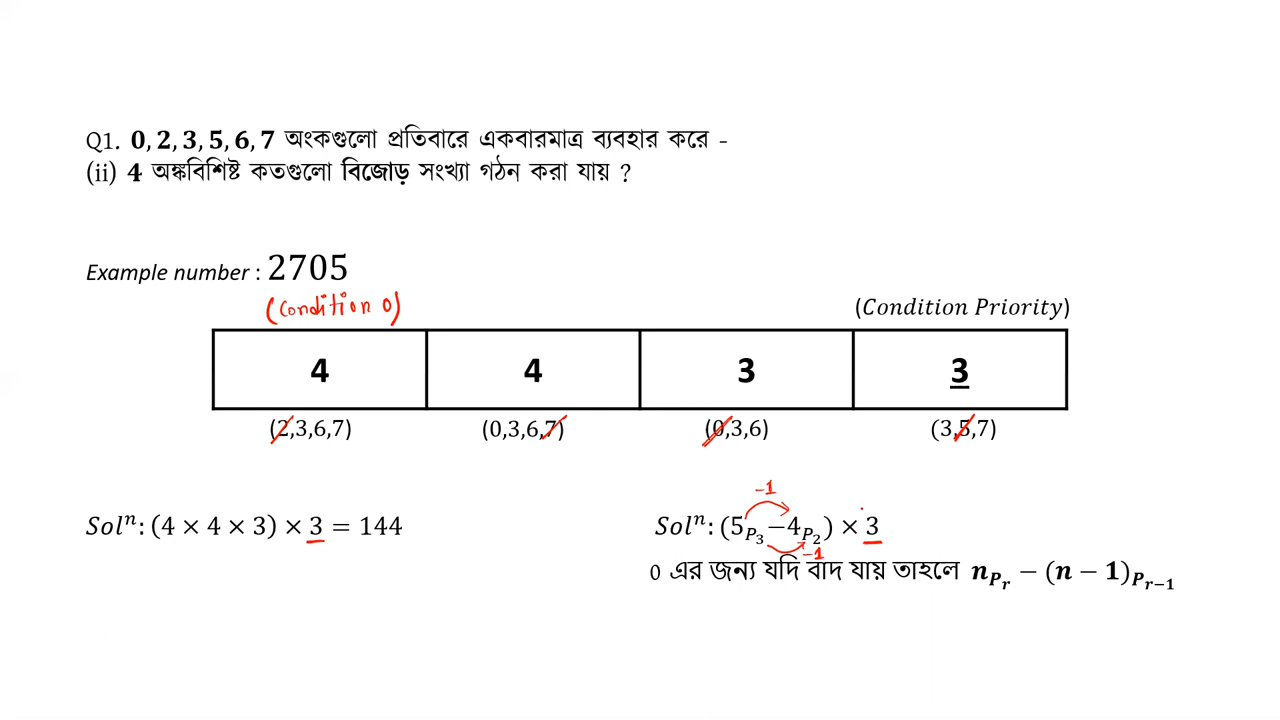 Q1. 0, 2, 3, 5, 6, 7 অংকগুলো প্রতিবারে একবারমাত্র ব্যবহার করে -
(ii) 4 অঙ্কবিশিষ্ট কতগুলো বিজোড় সংখ্যা গঠন করা যায় ?
Example number : 2705
(Condition 0) (Condition Priority)
4 4 3 3
(2,3,6,7) (0,3,6,7) (0,3,6) (3,5,7)
-1
Solⁿ: (4 × 4 × 3) × 3 = 144 Solⁿ: (5P₃ −4P₂ ) × 3
-1
0 এর জন্য যদি বাদ যায় তাহলে nPᵣ − (n − 1)Pᵣ₋₁